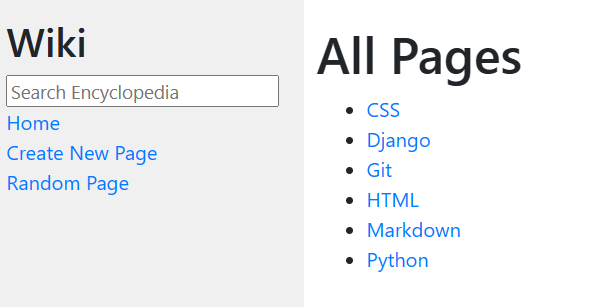 Wiki
Search Encyclopedia
Home
Create New Page
Random Page
All Pages
CSS
Django
Git
HTML
Markdown
Python